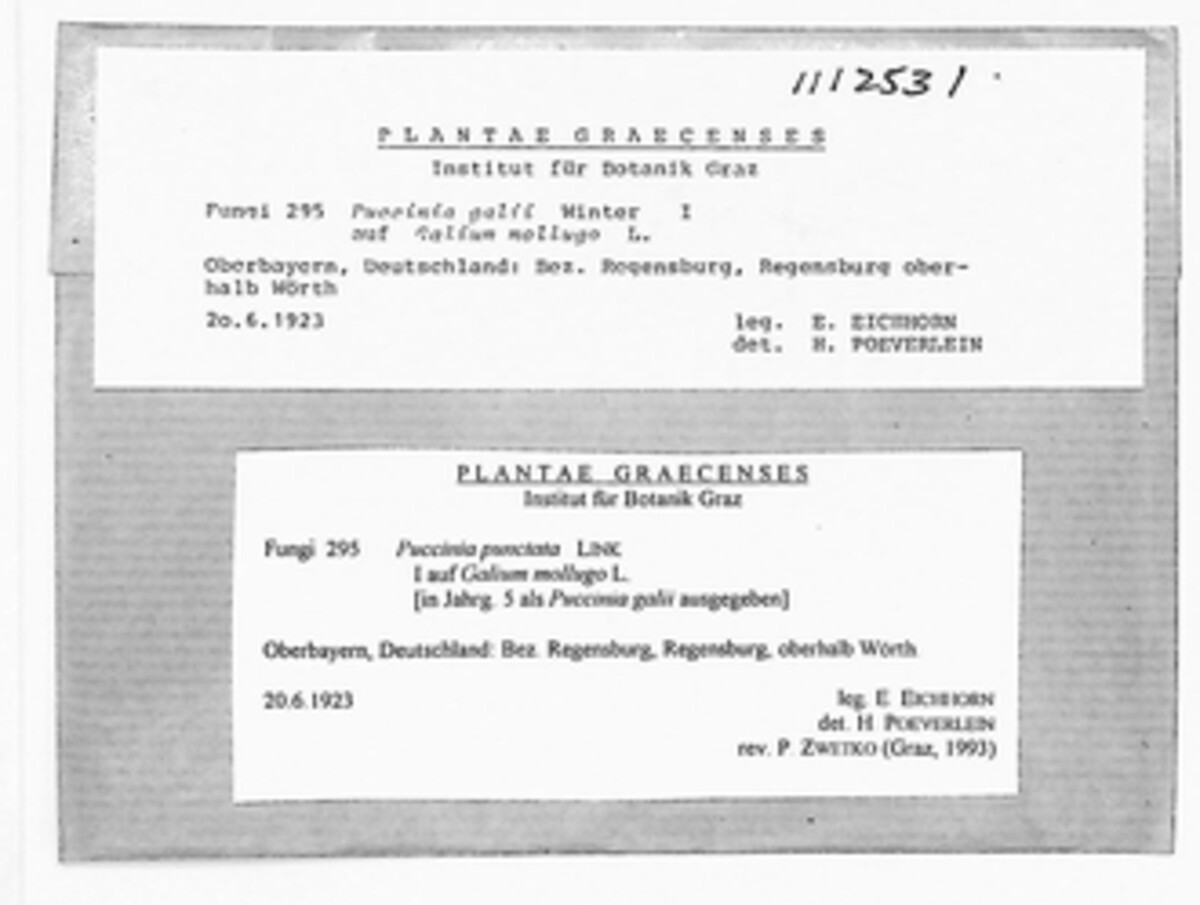 1112531
PLANTAE GRAECENSES
Institut für Botanik Graz
Fungi 295 Puccinia galii Winter I
auf Galium mollugo L.
Oberbayern, Deutschland: Bez. Regensburg, Regensburg ober-
halb Wörth
2o.6.1923 leg. E. EICHHORN
det. H. POEVERLEIN
PLANTAE GRAECENSES
Institut für Botanik Graz
Fungi 295 Puccinia punctata LINK
I auf Galium mollugo L.
[in Jahrg. 5 als Puccinia galii ausgegeben]
Oberbayern, Deutschland: Bez. Regensburg, Regensburg, oberhalb Wörth
20.6.1923 leg. E. EICHHORN
det. H. POEVERLEIN
rev. P. ZWETKO (Graz, 1993)